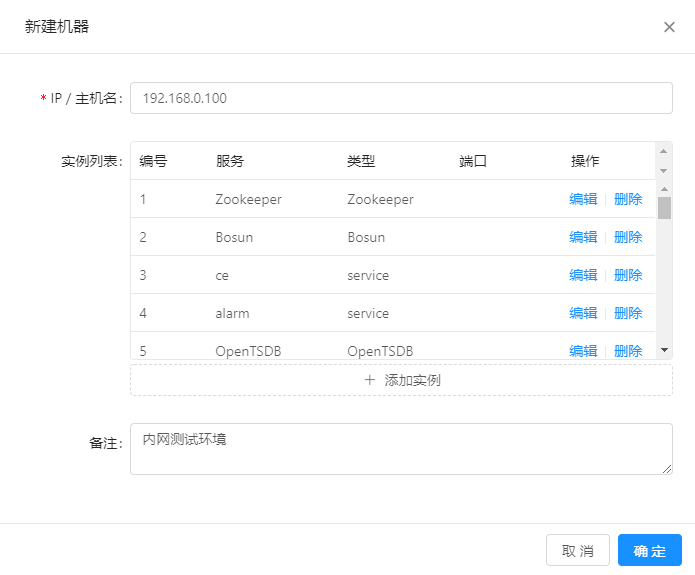 新建机器
* IP / 主机名: 192.168.0.100
实例列表: 编号 服务 类型 端口 操作
1 Zookeeper Zookeeper 编辑 删除
2 Bosun Bosun 编辑 删除
3 ce service 编辑 删除
4 alarm service 编辑 删除
5 OpenTSDB OpenTSDB 编辑 删除
+ 添加实例
备注: 内网测试环境
取 消 确 定